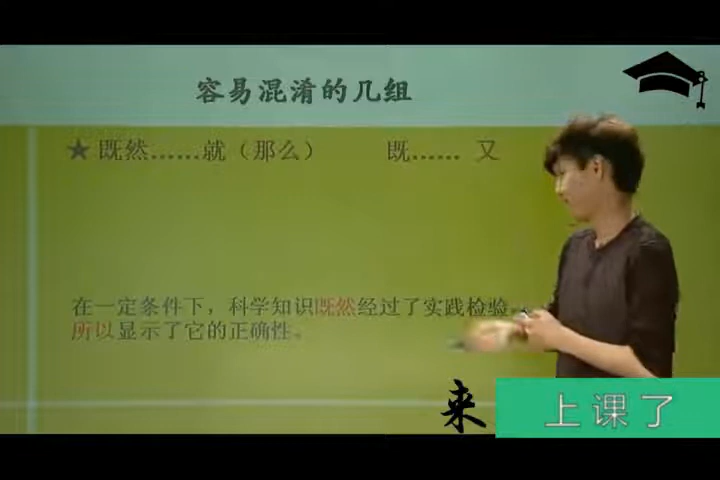 容易混淆的几组
★ 既然……就（那么） 既…… 又
在一定条件下，科学知识既然经过了实践检验
所以显示了它的正确性。
来 上课了